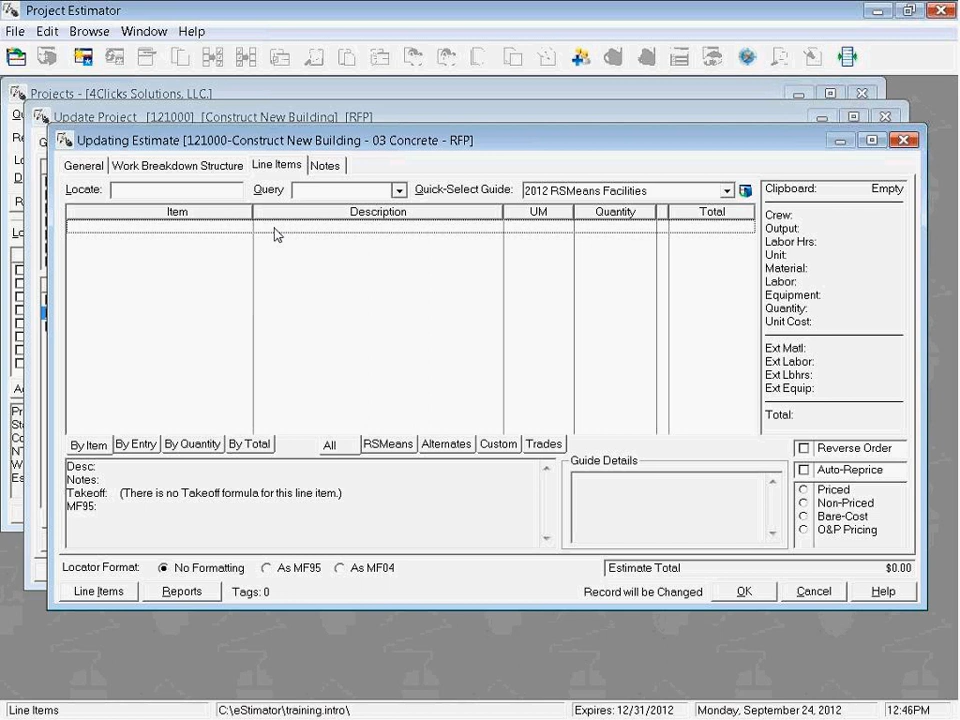 Project Estimator
File Edit Browse Window Help
Projects - [4Clicks Solutions, LLC.]
Update Project [121000] [Construct New Building] [RFP]
Updating Estimate [121000-Construct New Building - 03 Concrete - RFP]
General Work Breakdown Structure Line Items Notes
Locate: Query Quick-Select Guide: 2012 RSMeans Facilities
Item Description UM Quantity Total
Clipboard: Empty
Crew:
Output:
Labor Hrs:
Unit:
Material:
Labor:
Equipment:
Quantity:
Unit Cost:
Ext Matl:
Ext Labor:
Ext Lbhrs:
Ext Equip:
Total:
By Item By Entry By Quantity By Total All RSMeans Alternates Custom Trades
Desc:
Notes:
Takeoff: (There is no Takeoff formula for this line item.)
MF95:
Guide Details
Reverse Order
Auto-Reprice
Priced
Non-Priced
Bare-Cost
O&P Pricing
Locator Format: No Formatting As MF95 As MF04
Estimate Total $0.00
Line Items Reports Tags: 0 Record will be Changed OK Cancel Help
Line Items C:\eStimator\training.intro\ Expires: 12/31/2012 Monday, September 24, 2012 12:46PM